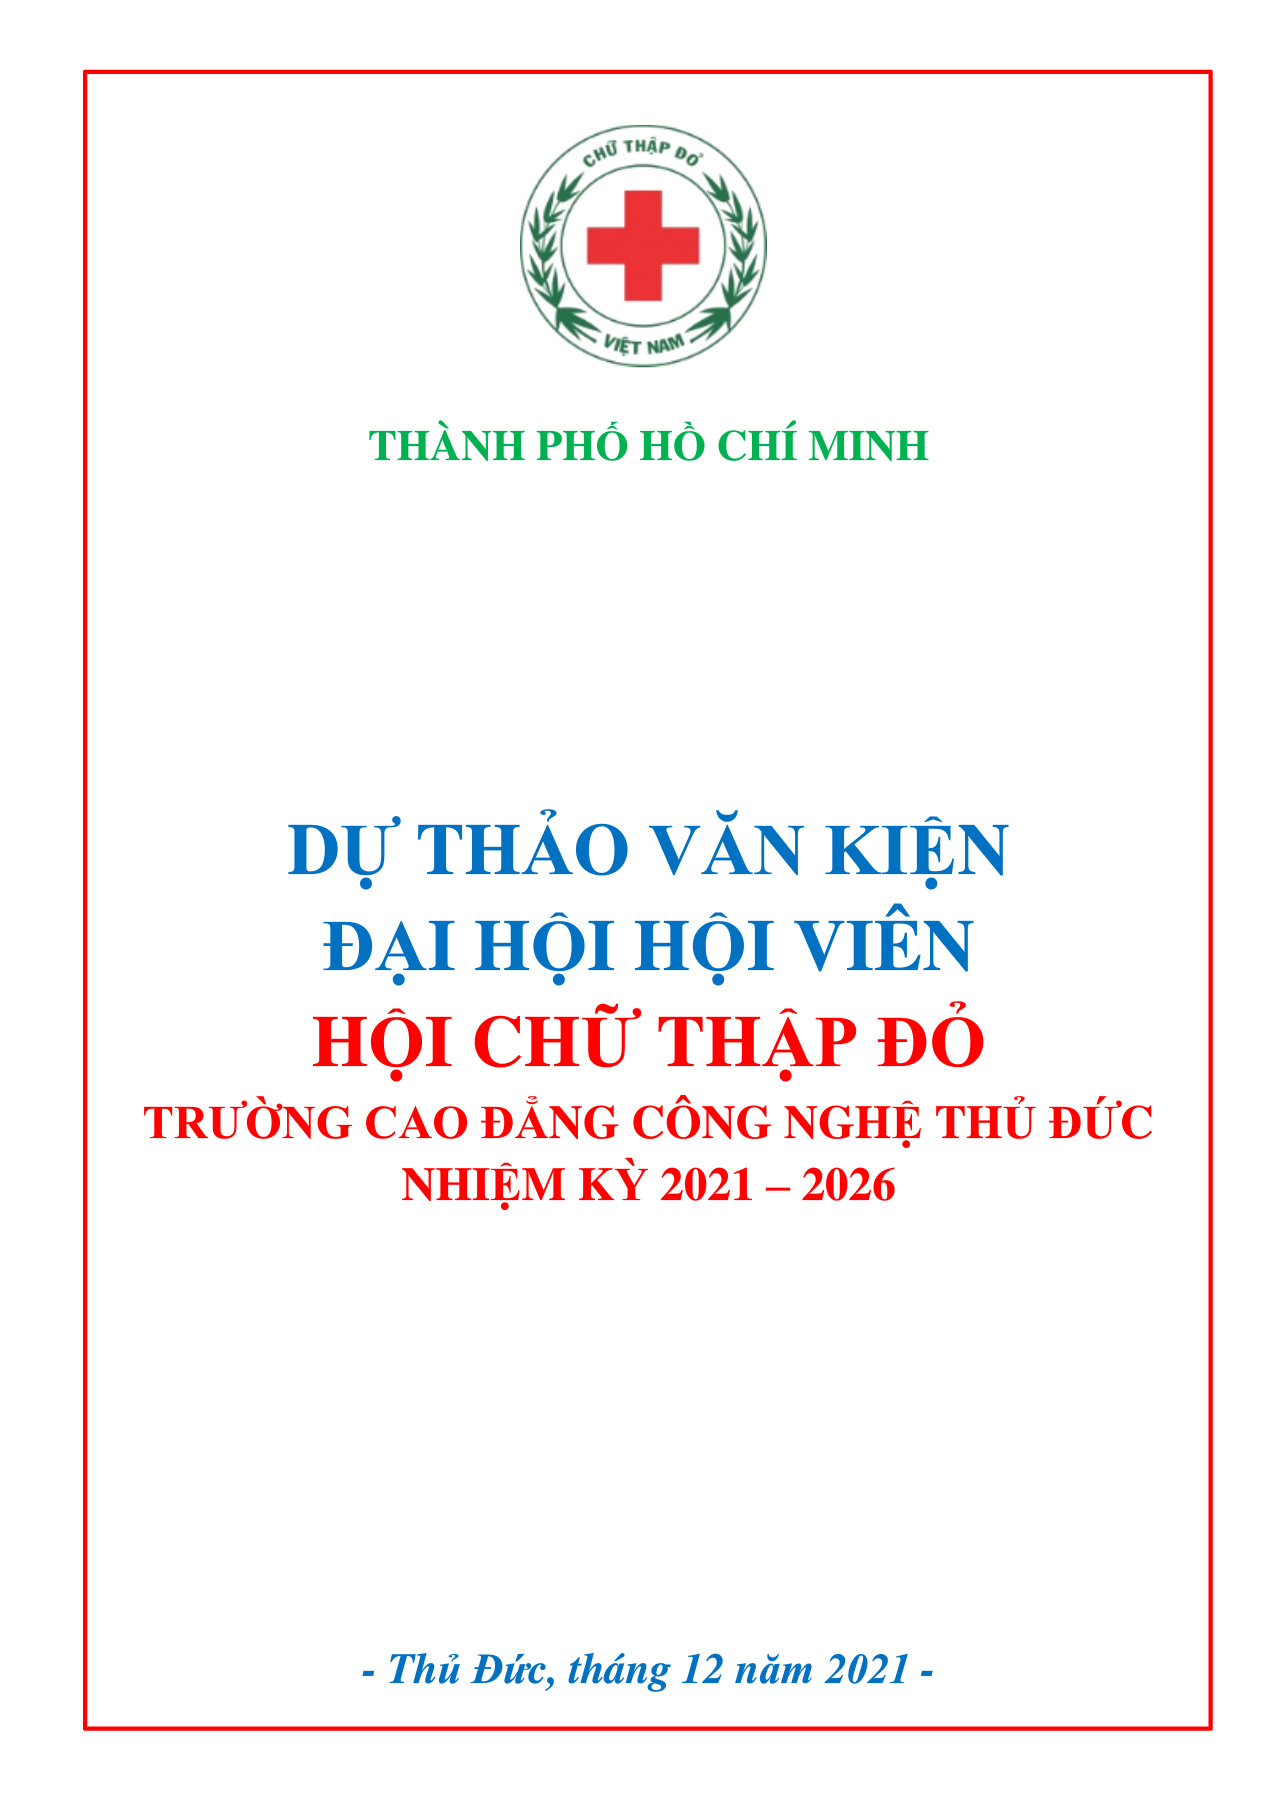 CHỮ THẬP ĐỎ
VIỆT NAM
THÀNH PHỐ HỒ CHÍ MINH
DỰ THẢO VĂN KIỆN
ĐẠI HỘI HỘI VIÊN
HỘI CHỮ THẬP ĐỎ
TRƯỜNG CAO ĐẲNG CÔNG NGHỆ THỦ ĐỨC
NHIỆM KỲ 2021 – 2026
- Thủ Đức, tháng 12 năm 2021 -